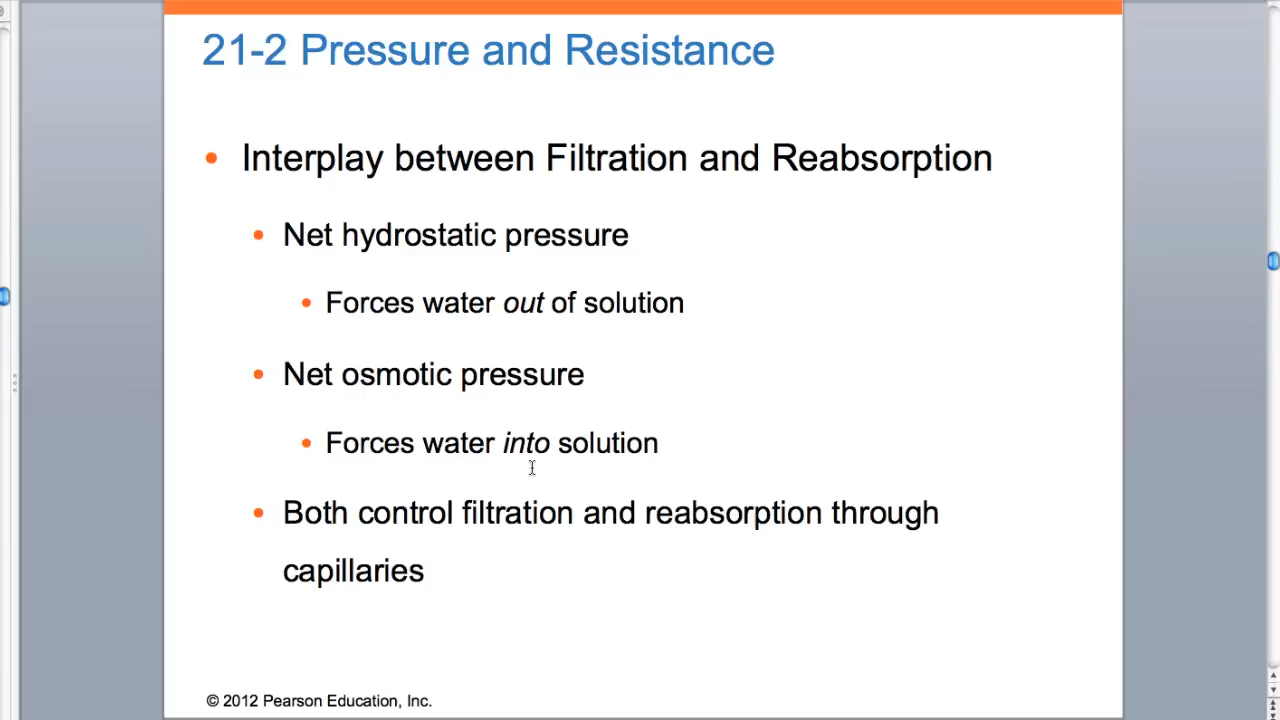 21-2 Pressure and Resistance
• Interplay between Filtration and Reabsorption
• Net hydrostatic pressure
• Forces water out of solution
• Net osmotic pressure
• Forces water into solution
• Both control filtration and reabsorption through
capillaries
© 2012 Pearson Education, Inc.